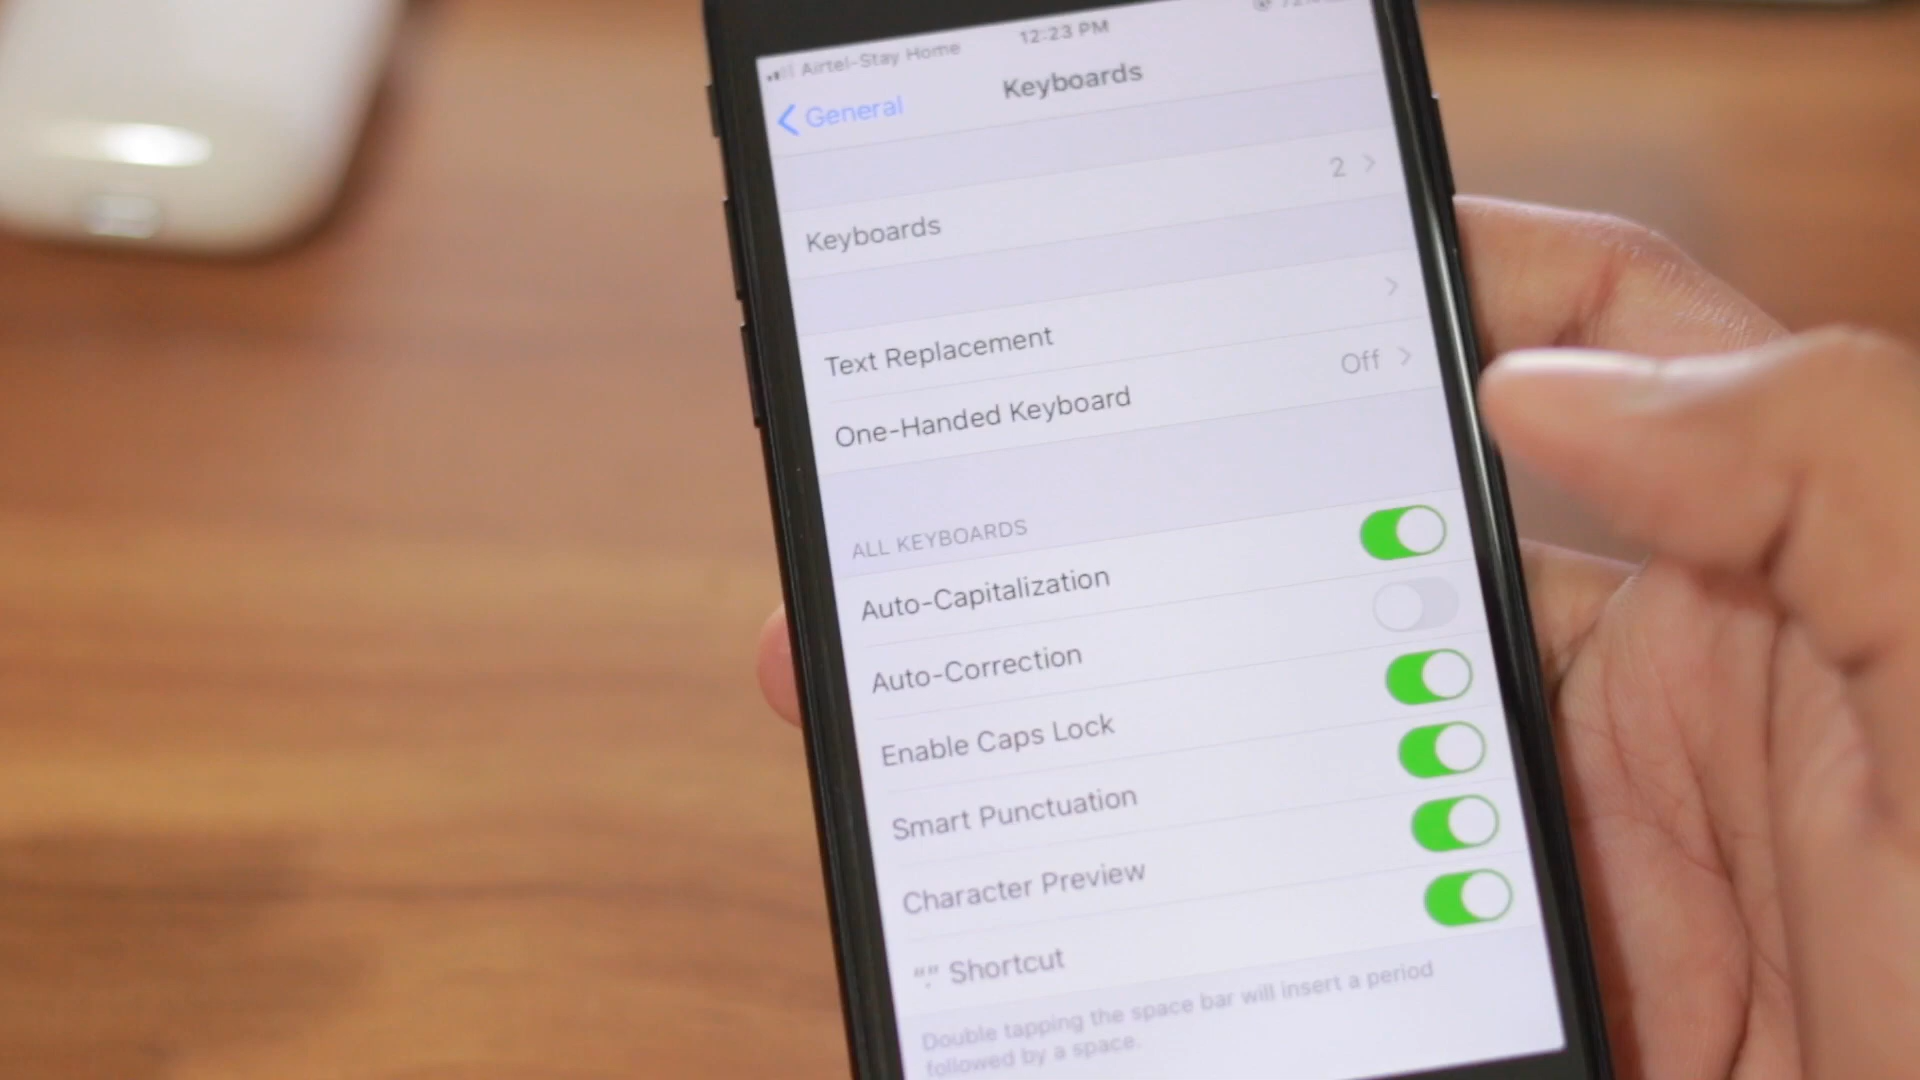 Airtel-Stay Home 12:23 PM
General Keyboards
Keyboards 2
Text Replacement
One-Handed Keyboard Off
ALL KEYBOARDS
Auto-Capitalization
Auto-Correction
Enable Caps Lock
Smart Punctuation
Character Preview
“.” Shortcut
Double tapping the space bar will insert a period
followed by a space.